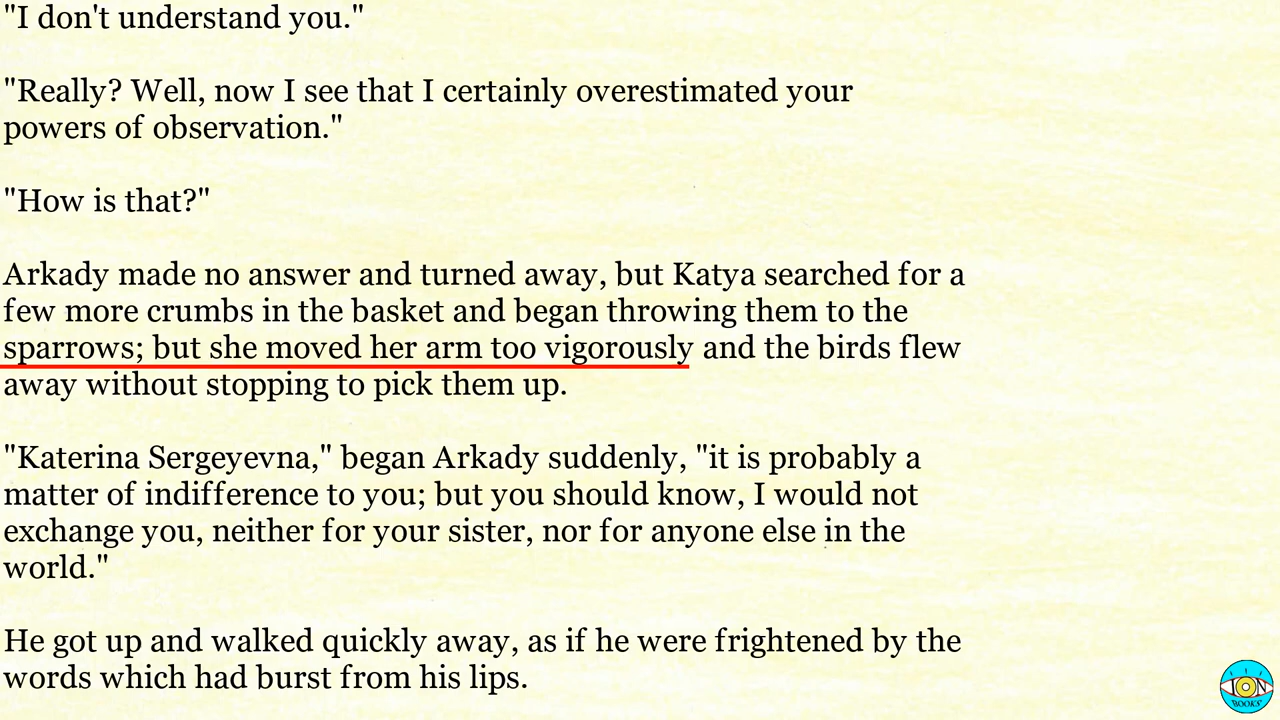 "I don't understand you."
"Really? Well, now I see that I certainly overestimated your
powers of observation."
"How is that?"
Arkady made no answer and turned away, but Katya searched for a
few more crumbs in the basket and began throwing them to the
sparrows; but she moved her arm too vigorously and the birds flew
away without stopping to pick them up.
"Katerina Sergeyevna," began Arkady suddenly, "it is probably a
matter of indifference to you; but you should know, I would not
exchange you, neither for your sister, nor for anyone else in the
world."
He got up and walked quickly away, as if he were frightened by the
words which had burst from his lips.
ION
BOOKS